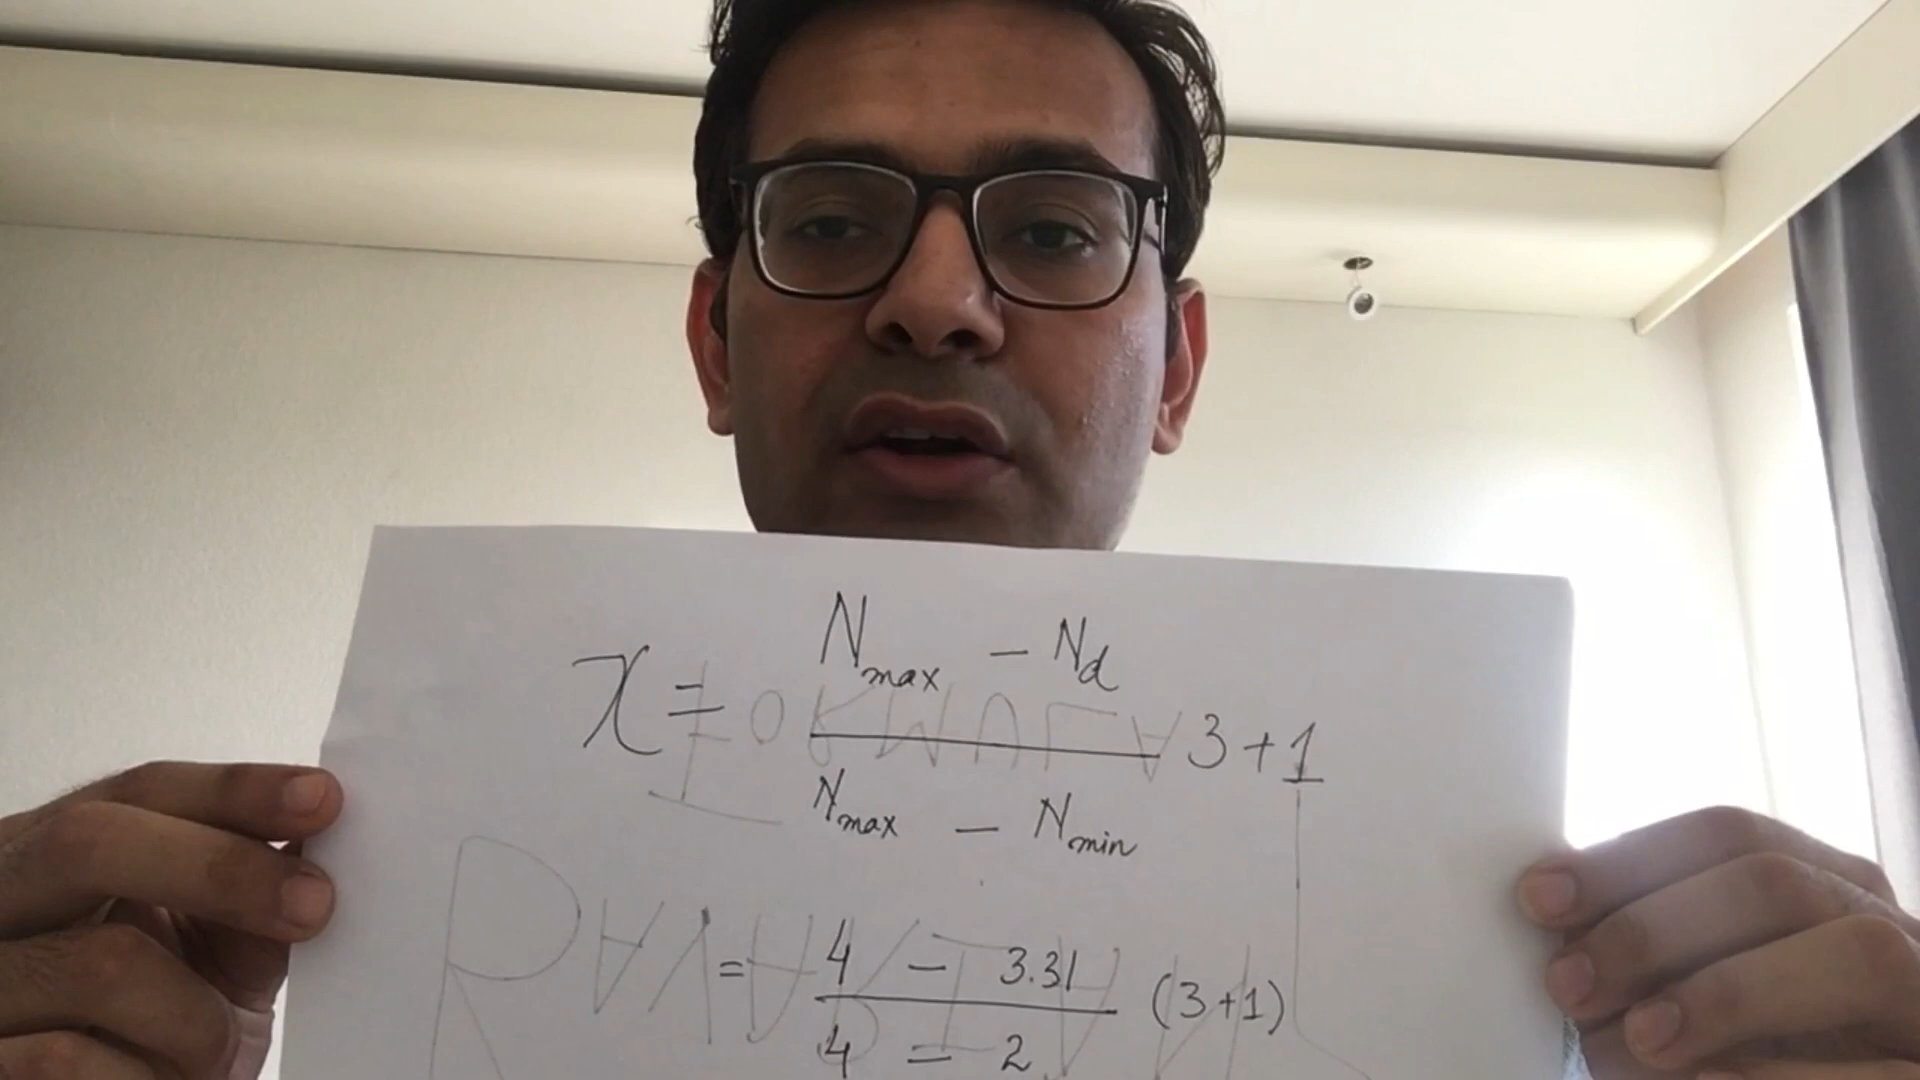 x = N_max - N_d / N_max - N_min 3+1
= 4 - 3.31 / 4 - 2 (3+1)